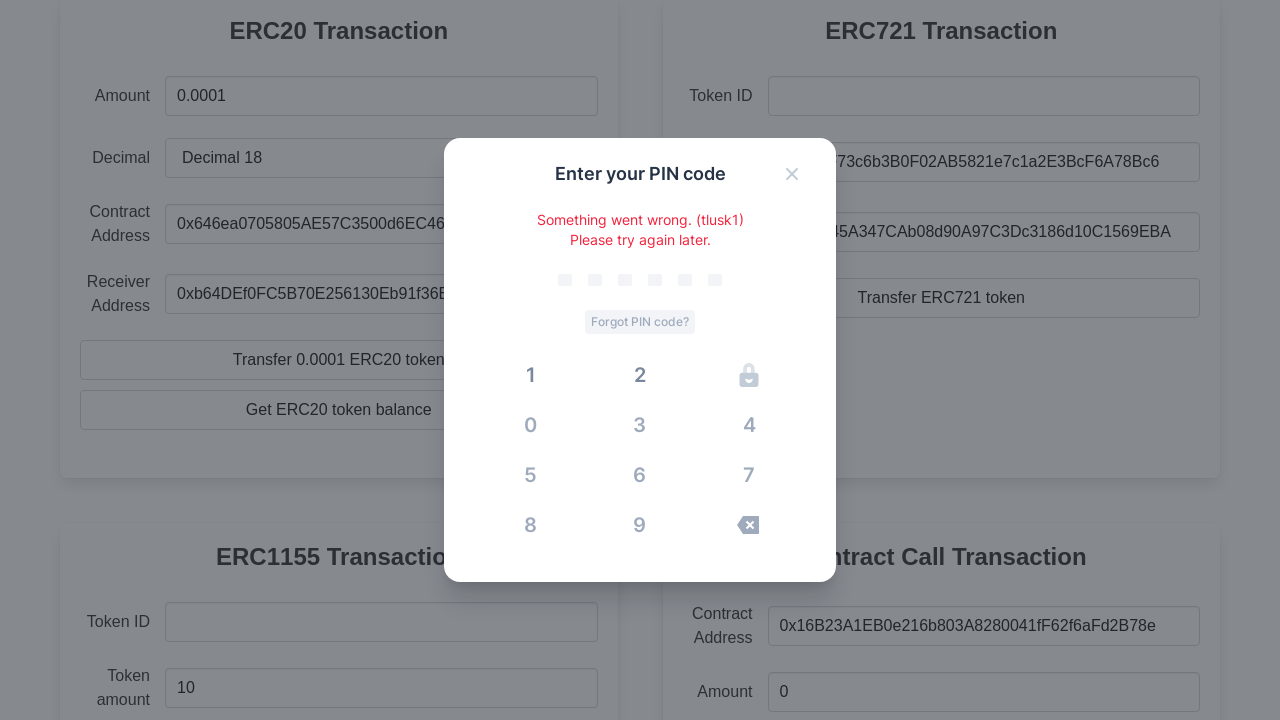 ERC20 Transaction
Amount
0.0001
Decimal
Decimal 18
Contract
Address
0x646ea0705805AE57C3500d6EC46
Receiver
Address
0xb64DEf0FC5B70E256130Eb91f36
Transfer 0.0001 ERC20 token
Get ERC20 token balance
ERC721 Transaction
Token ID
73c6b3B0F02AB5821e7c1a2E3BcF6A78Bc6
45A347CAb08d90A97C3Dc3186d10C1569EBA
Transfer ERC721 token
Enter your PIN code
Something went wrong. (tlusk1)
Please try again later.
Forgot PIN code?
1 2
0 3 4
5 6 7
8 9
ERC1155 Transactio
Token ID
Token
amount
10
ntract Call Transaction
Contract
Address
0x16B23A1EB0e216b803A8280041fF62f6aFd2B78e
Amount
0